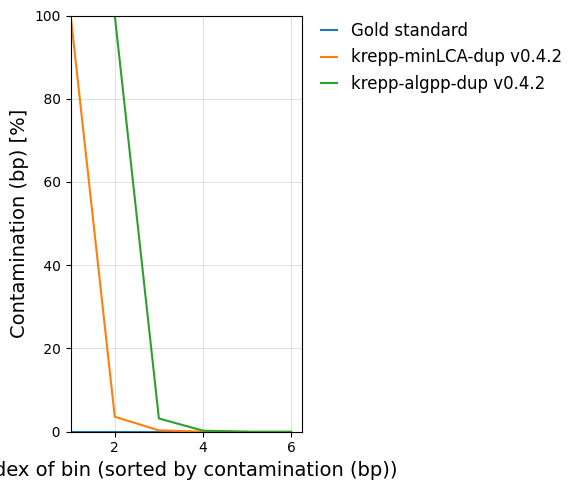 100
80
60
40
20
0
Contamination (bp) [%]
2 4 6
dex of bin (sorted by contamination (bp))
Gold standard
krepp-minLCA-dup v0.4.2
krepp-algpp-dup v0.4.2